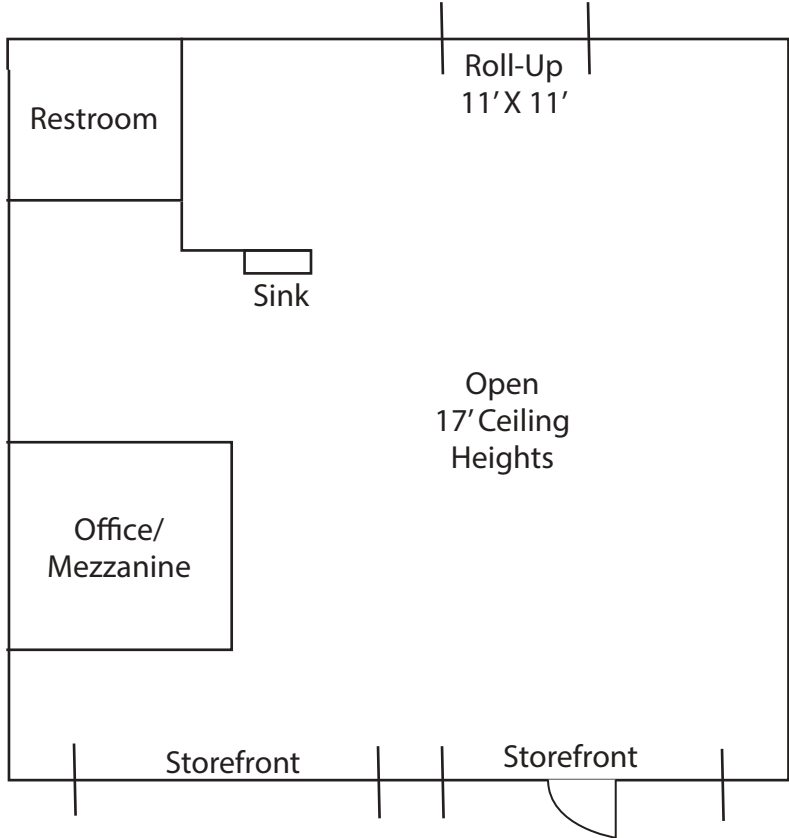 Roll-Up
11’ X 11’
Restroom
Sink
Open
17’ Ceiling
Heights
Office/
Mezzanine
Storefront
Storefront